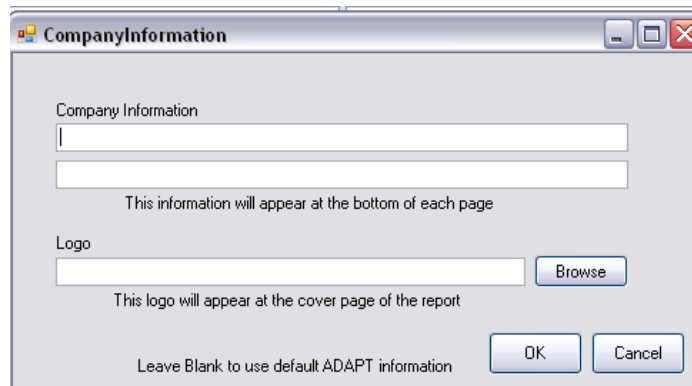 CompanyInformation
Company Information
This information will appear at the bottom of each page
Logo
Browse
This logo will appear at the cover page of the report
OK Cancel
Leave Blank to use default ADAPT information